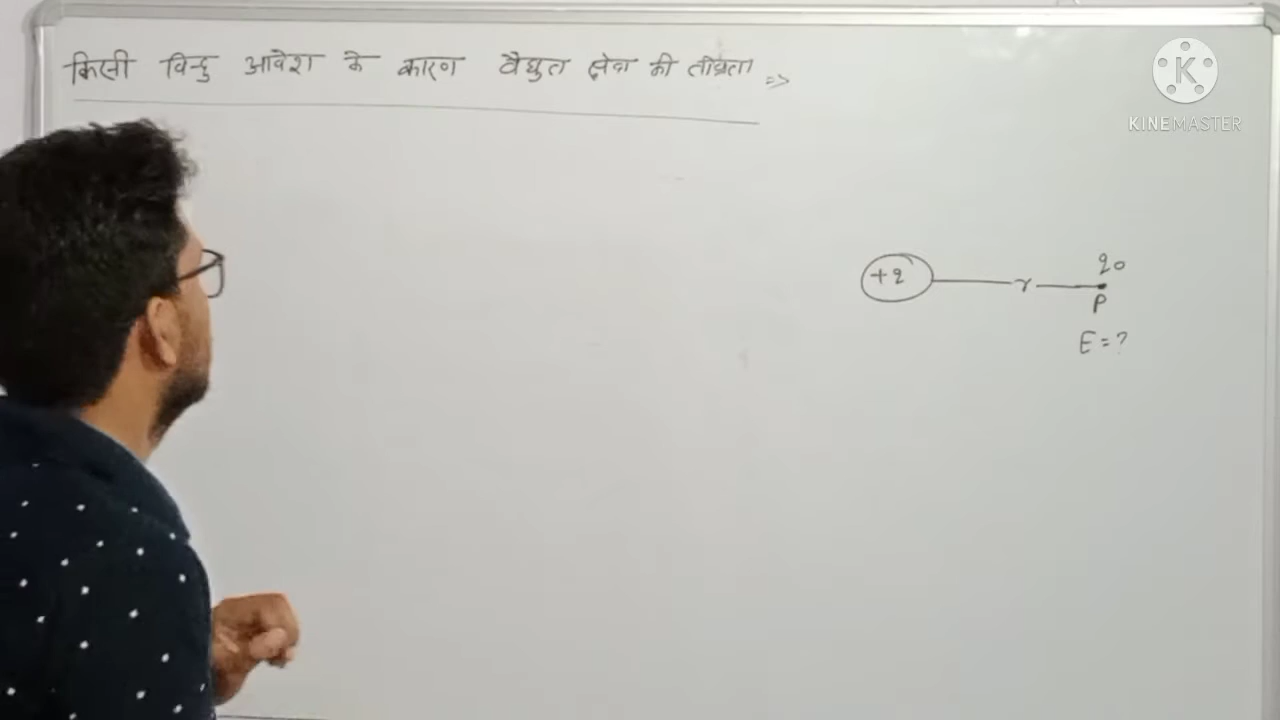 किसी विन्दु आवेश के कारण वैद्युत क्षेत्र की तीव्रता =>
KINEMASTER
+q r q0
P
E = ?